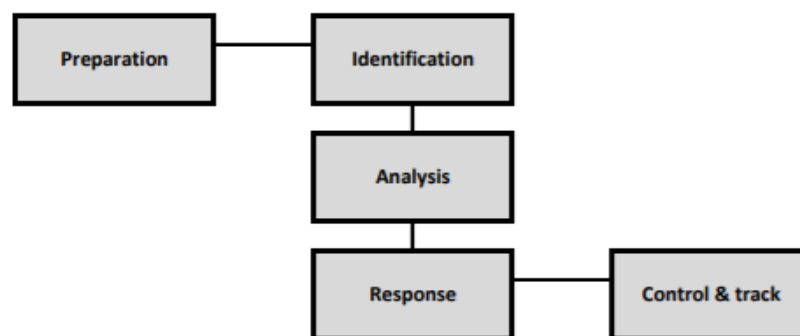 Preparation
Identification
Analysis
Response
Control & track